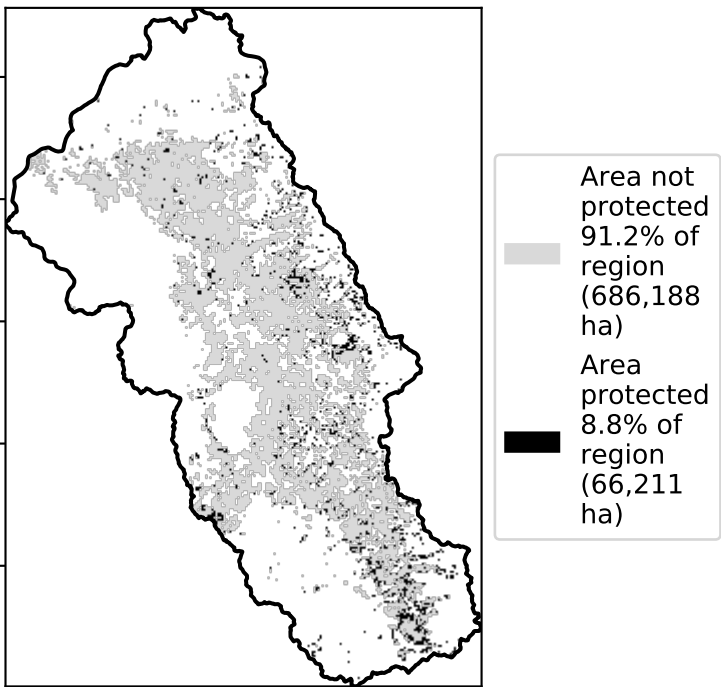 Area not
protected
91.2% of
region
(686,188
ha)
Area
protected
8.8% of
region
(66,211
ha)